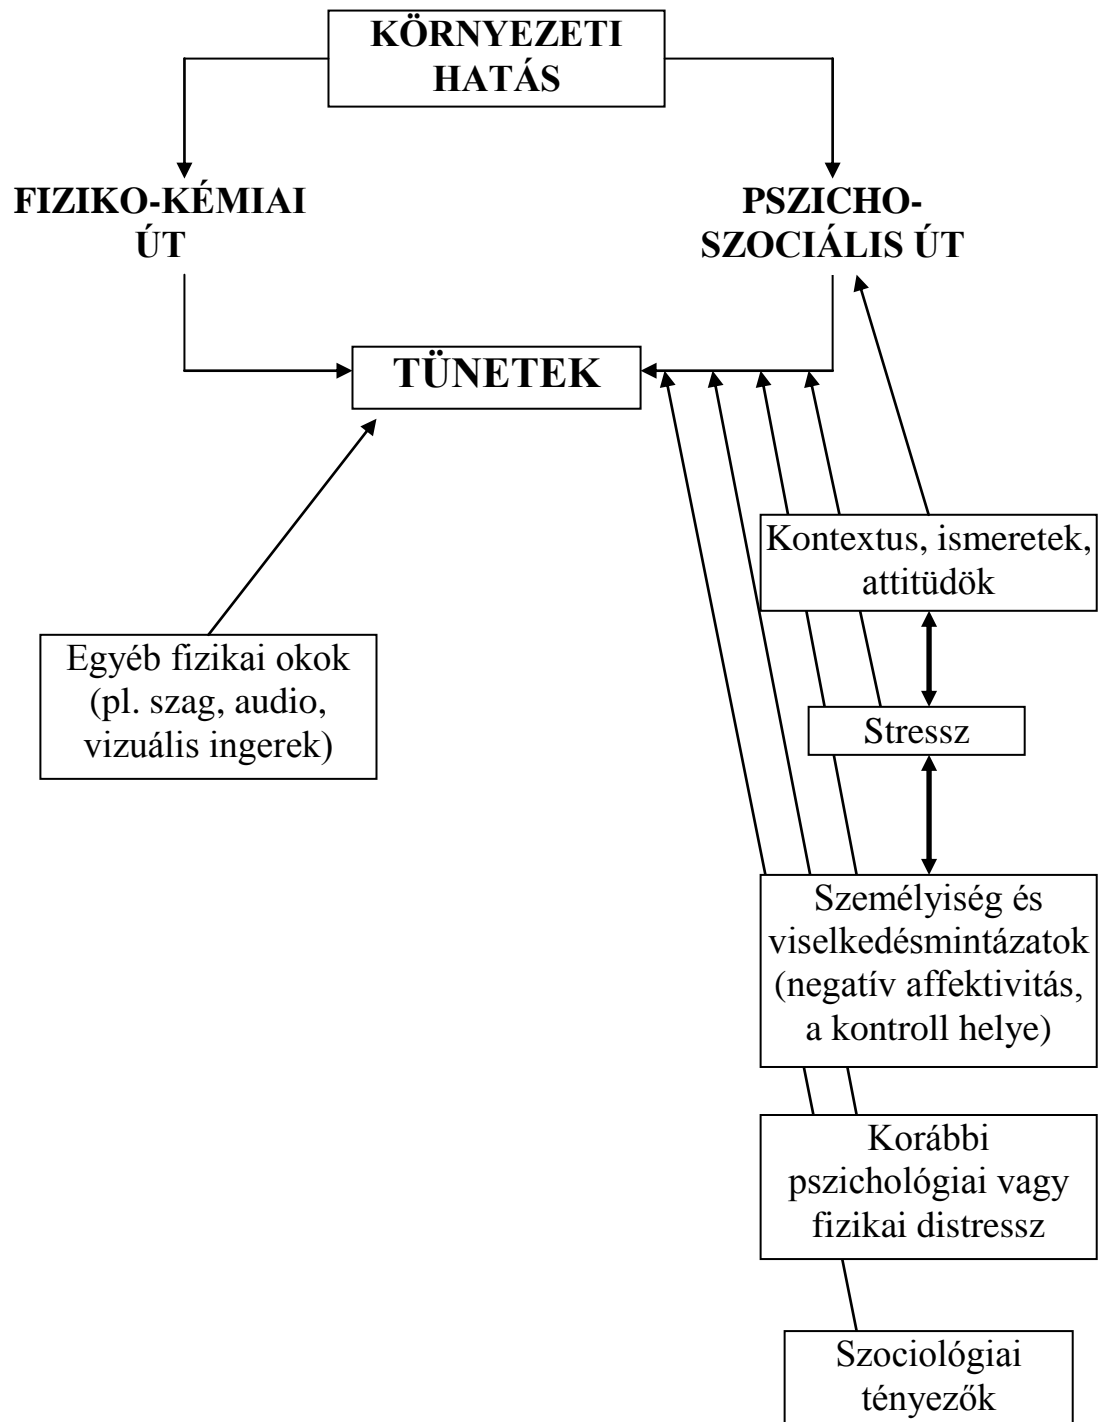 KÖRNYEZETI
HATÁS
FIZIKO-KÉMIAI
ÚT
PSZICHO-
SZOCIÁLIS ÚT
TÜNETEK
Kontextus, ismeretek,
attitüdök
Egyéb fizikai okok
(pl. szag, audio,
vizuális ingerek)
Stressz
Személyiség és
viselkedésmintázatok
(negatív affektivitás,
a kontroll helye)
Korábbi
pszichológiai vagy
fizikai distressz
Szociológiai
tényezők